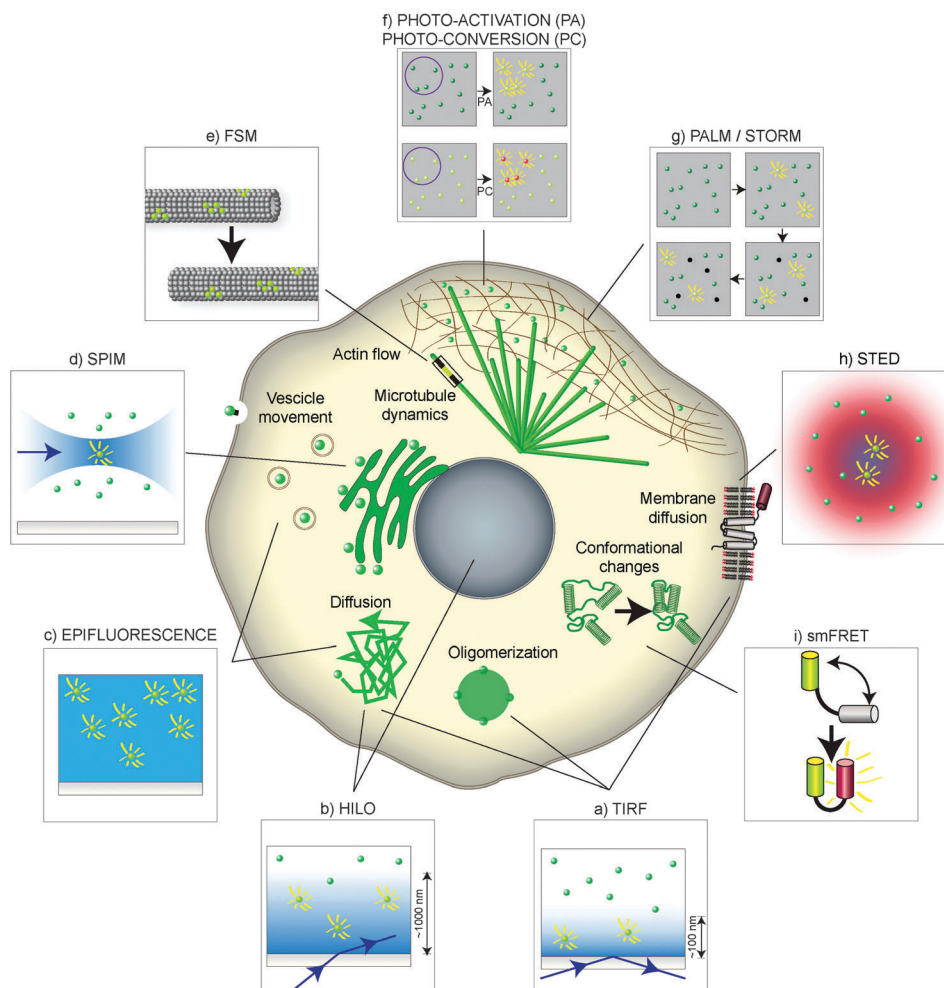 f) PHOTO-ACTIVATION (PA)
PHOTO-CONVERSION (PC)
PA
PC
e) FSM
g) PALM / STORM
d) SPIM
h) STED
Actin flow
Microtubule
dynamics
Vescicle
movement
Membrane
diffusion
Conformational
changes
Diffusion
Oligomerization
c) EPIFLUORESCENCE
i) smFRET
b) HILO
a) TIRF
~1000 nm
~100 nm